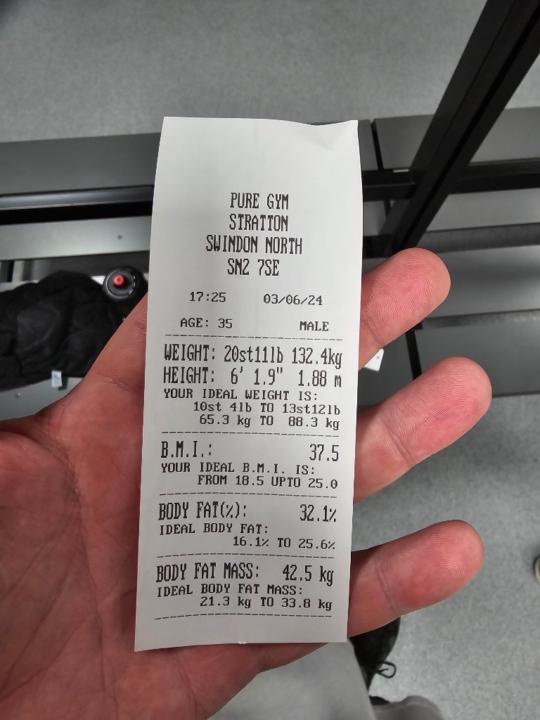 PURE GYM
STRATTON
SWINDON NORTH
SN2 7SE
17:25 03/06/24
AGE: 35 MALE
WEIGHT: 20st11lb 132.4kg
HEIGHT: 6' 1.9" 1.88 m
YOUR IDEAL WEIGHT IS:
10st 4lb TO 13st12lb
65.3 kg TO 88.3 kg
B.M.I.: 37.5
YOUR IDEAL B.M.I. IS:
FROM 18.5 UPTO 25.0
BODY FAT(%): 32.1%
IDEAL BODY FAT:
16.1% TO 25.6%
BODY FAT MASS: 42.5 kg
IDEAL BODY FAT MASS:
21.3 kg TO 33.8 kg